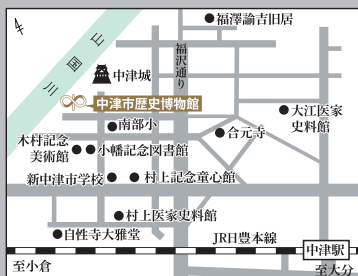 福澤諭吉旧居
山国川
福沢通り
中津城
中津市歴史博物館
大江医家
史料館
南部小
合元寺
木村記念
美術館
小幡記念図書館
新中津市学校
村上記念童心館
村上医家史料館
自性寺大雅堂
JR日豊本線
中津駅
至小倉
至大分